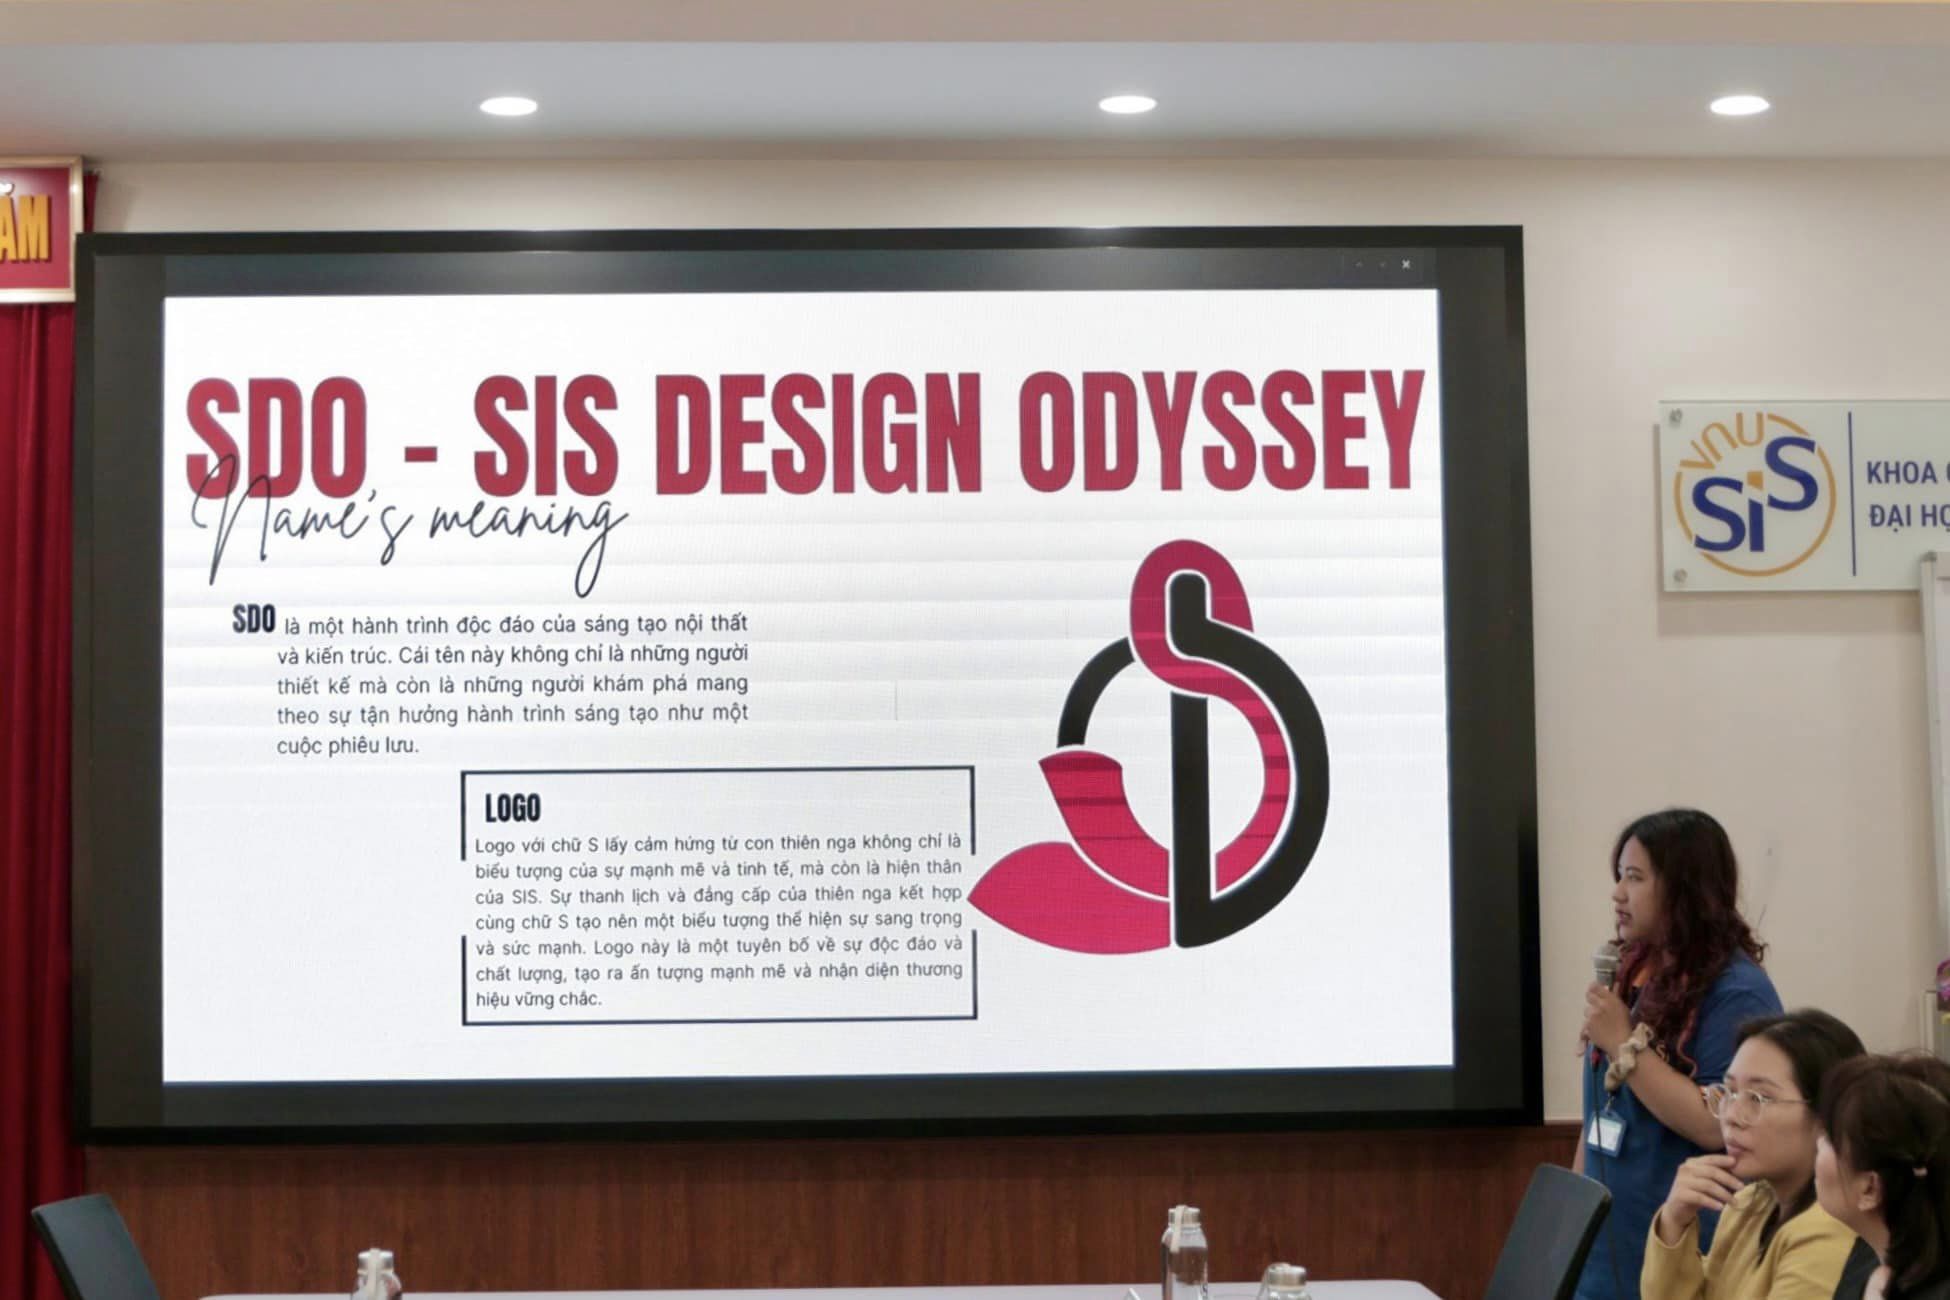 SDO - SIS DESIGN ODYSSEY
Name's meaning
SDO là một hành trình độc đáo của sáng tạo nội thất
và kiến trúc. Cái tên này không chỉ là những người
thiết kế mà còn là những người khám phá mang
theo sự tận hưởng hành trình sáng tạo như một
cuộc phiêu lưu.
LOGO
Logo với chữ S lấy cảm hứng từ con thiên nga không chỉ là
biểu tượng của sự mạnh mẽ và tinh tế, mà còn là hiện thân
của SIS. Sự thanh lịch và đẳng cấp của thiên nga kết hợp
cùng chữ S tạo nên một biểu tượng thể hiện sự sang trọng
và sức mạnh. Logo này là một tuyên bố về sự độc đáo và
chất lượng, tạo ra ấn tượng mạnh mẽ và nhận diện thương
hiệu vững chắc.
VNU
SiS
KHOA
ĐẠI